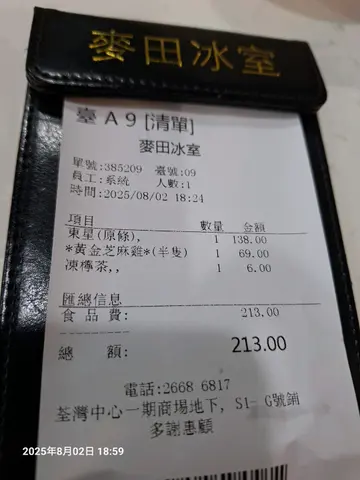 麥田冰室
臺 A 9 [清單]
麥田冰室
單號:385209 臺號:09
員工:系統 人數:1
時間:2025/08/02 18:24
項目 數量 金額
東星(原條), 1 138.00
*黃金芝麻雞*(半隻) 1 69.00
凍檸茶,, 1 6.00
匯總信息
食品費: 213.00
總 額: 213.00
電話:2668 6817
荃灣中心一期商場地下, S1- G號鋪
多謝惠顧
2025年8月02日 18:59